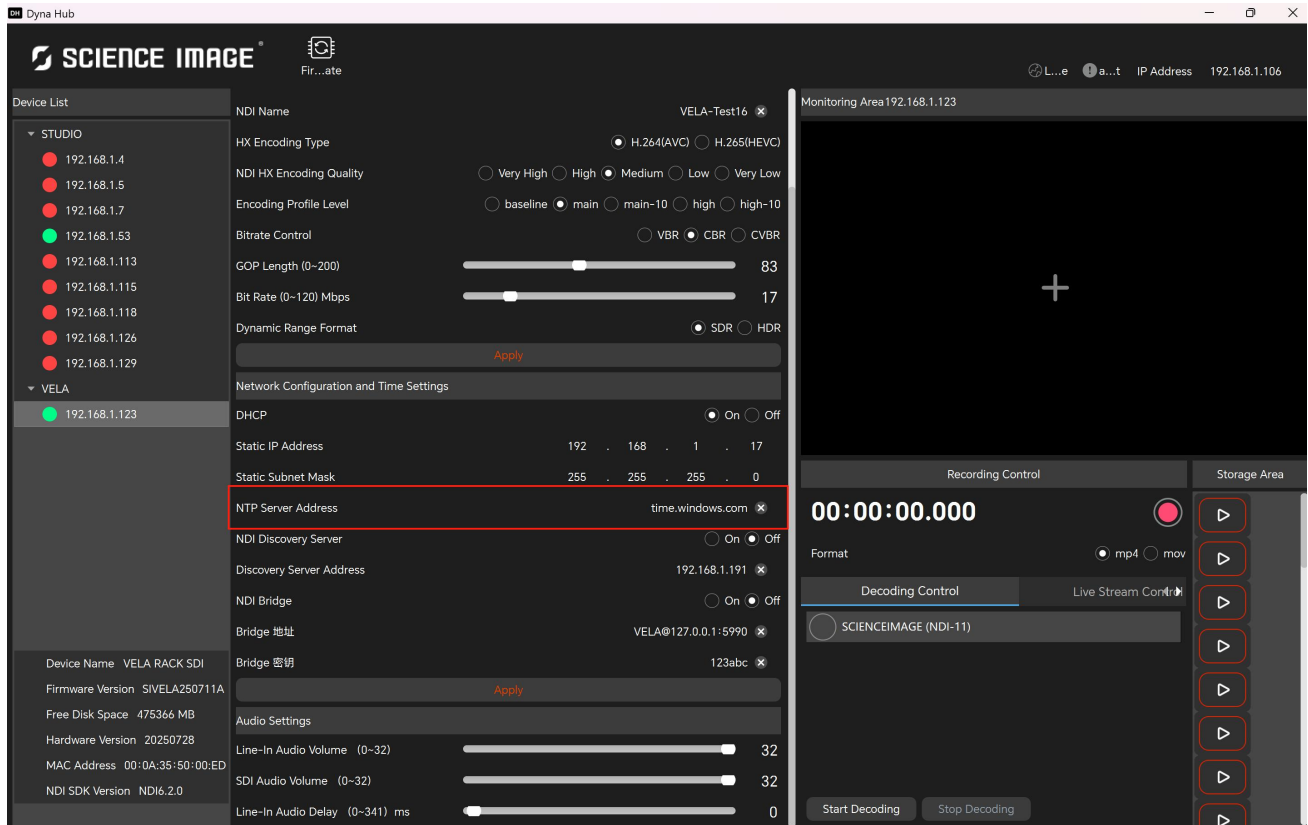 Dyna Hub
SCIENCE IMAGE
Fir...ate
L...e a...t IP Address 192.168.1.106
Device List
STUDIO
192.168.1.4
192.168.1.5
192.168.1.7
192.168.1.53
192.168.1.113
192.168.1.115
192.168.1.118
192.168.1.126
192.168.1.129
VELA
192.168.1.123
Device Name VELA RACK SDI
Firmware Version SIVELA250711A
Free Disk Space 475366 MB
Hardware Version 20250728
MAC Address 00:0A:35:50:00:ED
NDI SDK Version NDI6.2.0
NDI Name VELA-Test16
HX Encoding Type H.264(AVC) H.265(HEVC)
NDI HX Encoding Quality Very High High Medium Low Very Low
Encoding Profile Level baseline main main-10 high high-10
Bitrate Control VBR CBR CVBR
GOP Length (0~200) 83
Bit Rate (0~120) Mbps 17
Dynamic Range Format SDR HDR
Apply
Network Configuration and Time Settings
DHCP On Off
Static IP Address 192 . 168 . 1 . 17
Static Subnet Mask 255 . 255 . 255 . 0
NTP Server Address time.windows.com
NDI Discovery Server On Off
Discovery Server Address 192.168.1.191
NDI Bridge On Off
Bridge 地址 VELA@127.0.0.1:5990
Bridge 密钥 123abc
Apply
Audio Settings
Line-In Audio Volume (0~32) 32
SDI Audio Volume (0~32) 32
Line-In Audio Delay (0~341) ms 0
Monitoring Area192.168.1.123
Recording Control
00:00:00.000
Format mp4 mov
Decoding Control Live Stream Control
SCIENCEIMAGE (NDI-11)
Start Decoding Stop Decoding
Storage Area